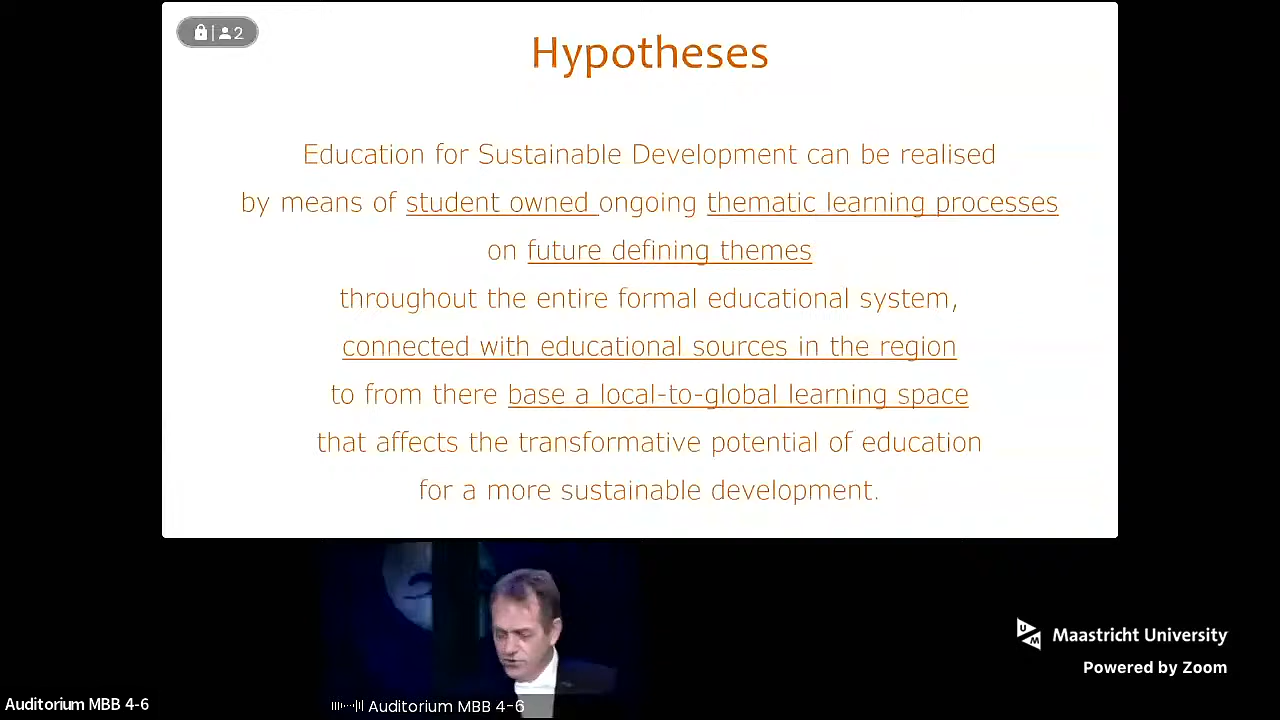 2
Hypotheses
Education for Sustainable Development can be realised
by means of student owned ongoing thematic learning processes
on future defining themes
throughout the entire formal educational system,
connected with educational sources in the region
to from there base a local-to-global learning space
that affects the transformative potential of education
for a more sustainable development.
UM
Maastricht University
Powered by Zoom
Auditorium MBB 4-6
Auditorium MBB 4-6